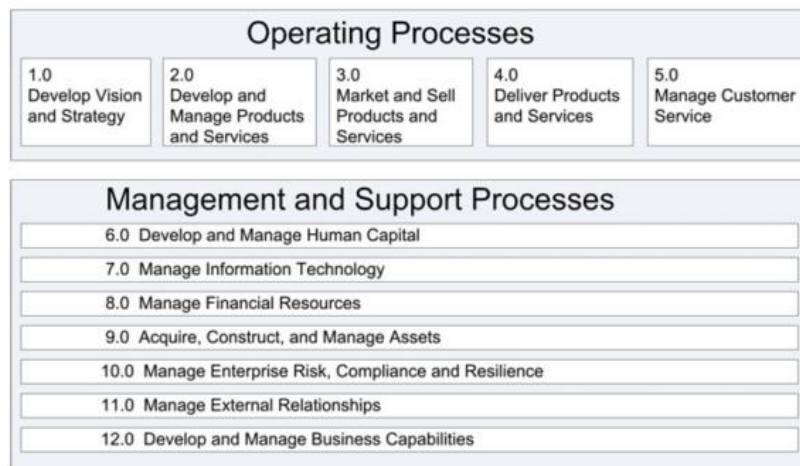 Operating Processes
1.0
Develop Vision
and Strategy
2.0
Develop and
Manage Products
and Services
3.0
Market and Sell
Products and
Services
4.0
Deliver Products
and Services
5.0
Manage Customer
Service
Management and Support Processes
6.0 Develop and Manage Human Capital
7.0 Manage Information Technology
8.0 Manage Financial Resources
9.0 Acquire, Construct, and Manage Assets
10.0 Manage Enterprise Risk, Compliance and Resilience
11.0 Manage External Relationships
12.0 Develop and Manage Business Capabilities